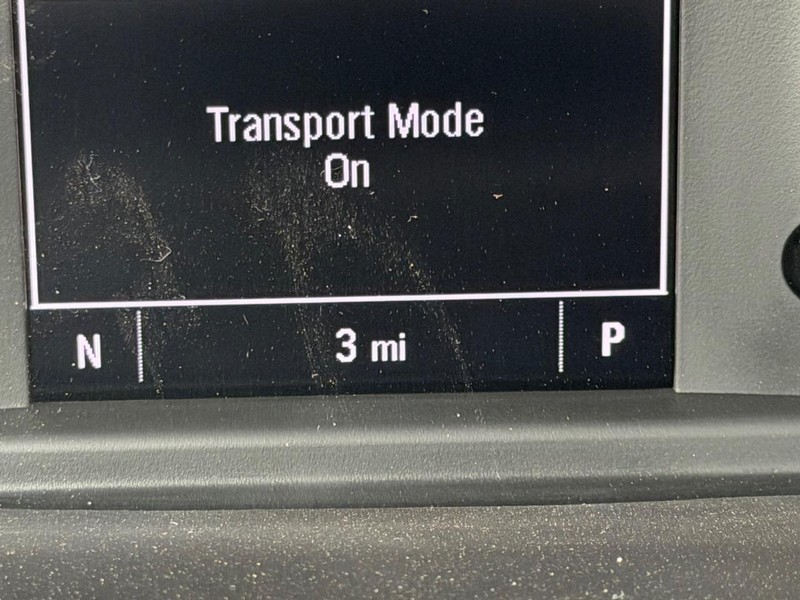 Transport Mode
On
N 3 mi P